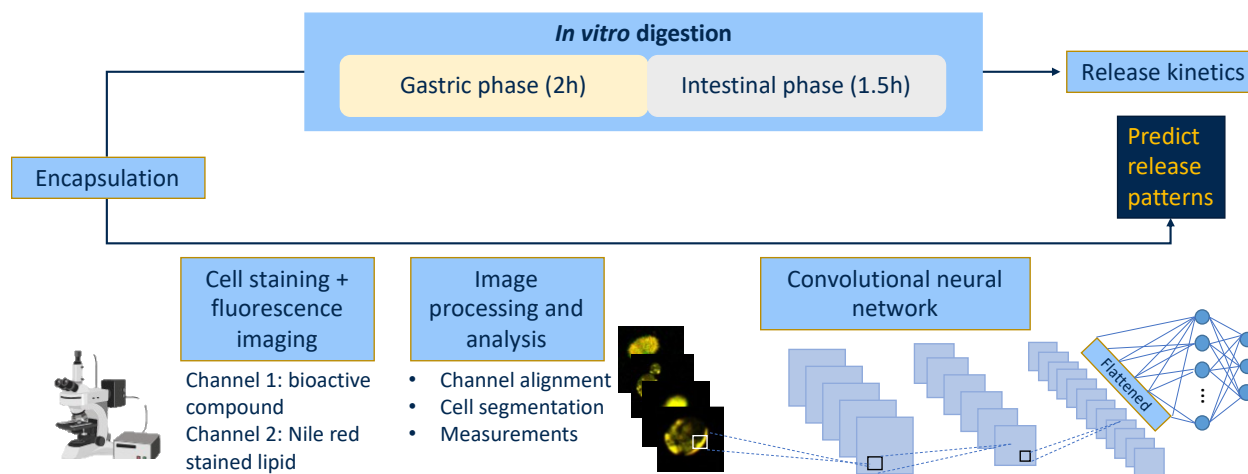 In vitro digestion
Gastric phase (2h)
Intestinal phase (1.5h)
Release kinetics
Encapsulation
Predict
release
patterns
Cell staining +
fluorescence
imaging
Channel 1: bioactive
compound
Channel 2: Nile red
stained lipid
Image
processing and
analysis
• Channel alignment
• Cell segmentation
• Measurements
Convolutional neural
network
Flattened
...